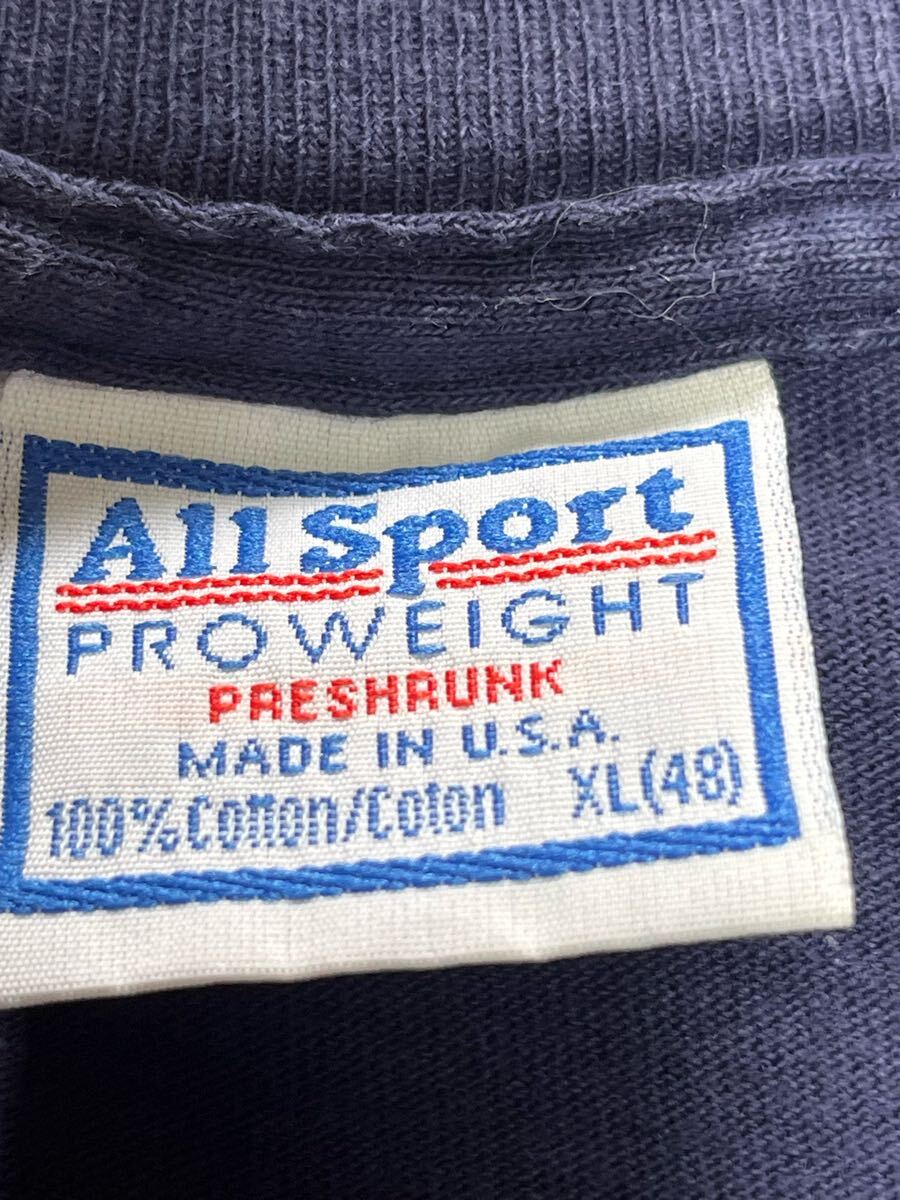 All Sport
PROWEIGHT
PRESHRUNK
MADE IN U.S.A.
100% Cotton/Coton XL(48)